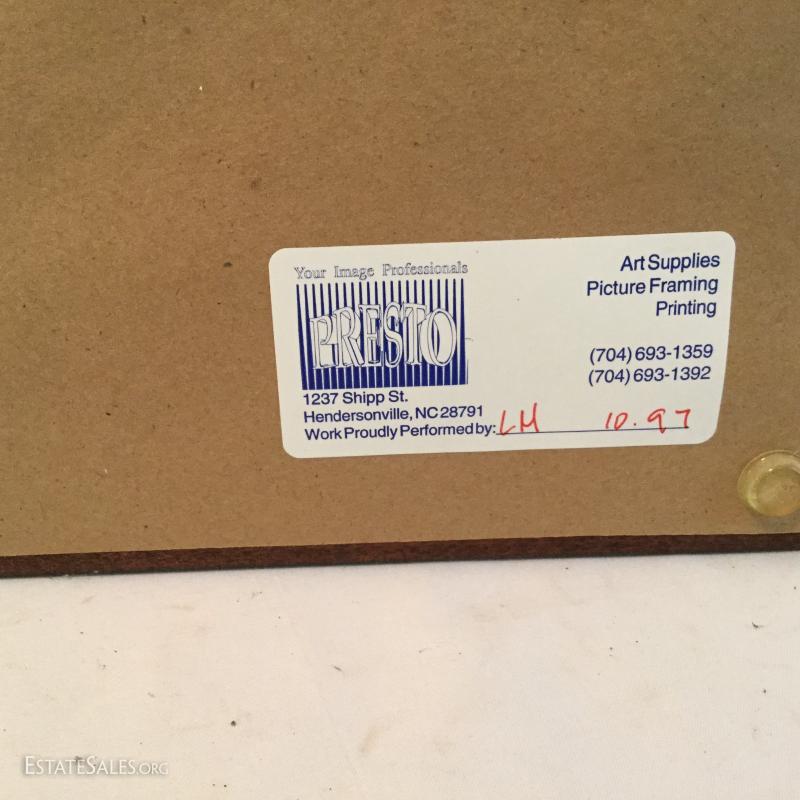 Your Image Professionals
PRESTO
1237 Shipp St.
Hendersonville, NC 28791
Work Proudly Performed by: LH 10.97
Art Supplies
Picture Framing
Printing
(704) 693-1359
(704) 693-1392
ESTATESALES.ORG